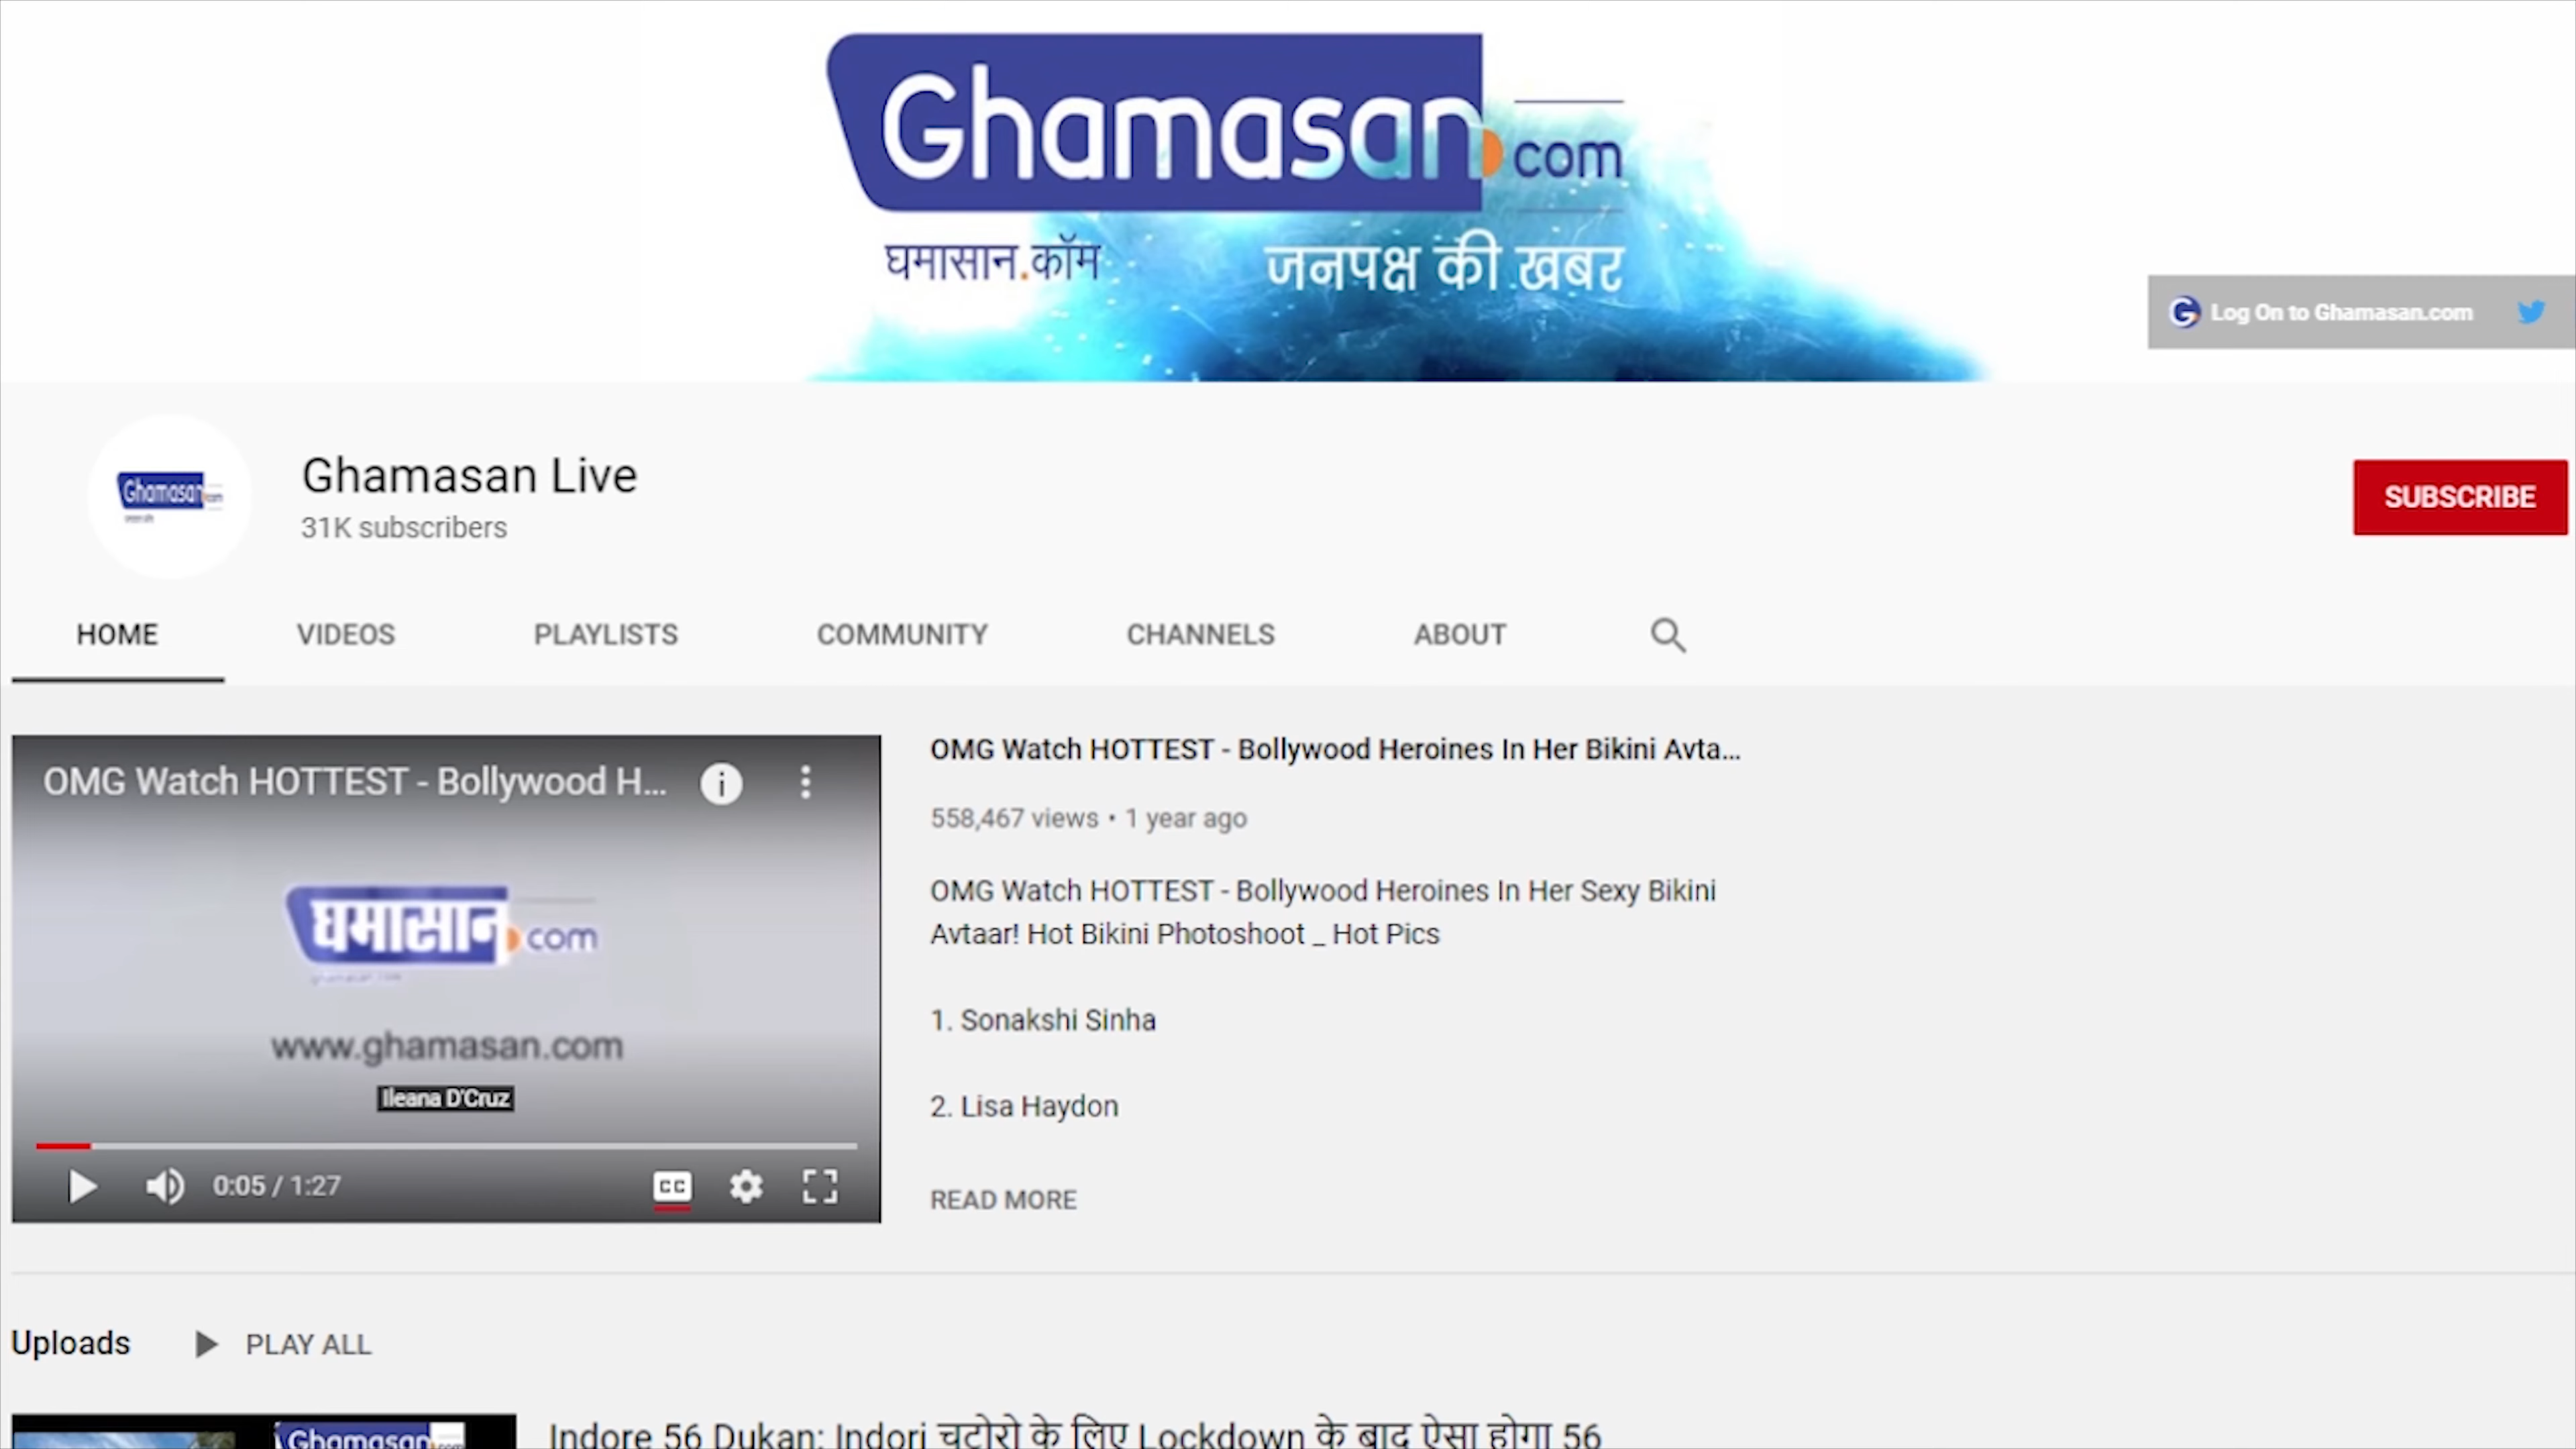 Ghamasan.com
घमासान.कॉम जनपक्ष की खबर
Log On to Ghamasan.com
Ghamasan
Ghamasan Live
31K subscribers
SUBSCRIBE
HOME VIDEOS PLAYLISTS COMMUNITY CHANNELS ABOUT
OMG Watch HOTTEST - Bollywood H...
घमासान.com
www.ghamasan.com
Ileana D'Cruz
0:05 / 1:27
CC
OMG Watch HOTTEST - Bollywood Heroines In Her Bikini Avta...
558,467 views • 1 year ago
OMG Watch HOTTEST - Bollywood Heroines In Her Sexy Bikini
Avtaar! Hot Bikini Photoshoot _ Hot Pics
1. Sonakshi Sinha
2. Lisa Haydon
READ MORE
Uploads PLAY ALL
Ghamasan.com
Indore 56 Dukan: Indori चटोरो के लिए Lockdown के बाद ऐसा होगा 56